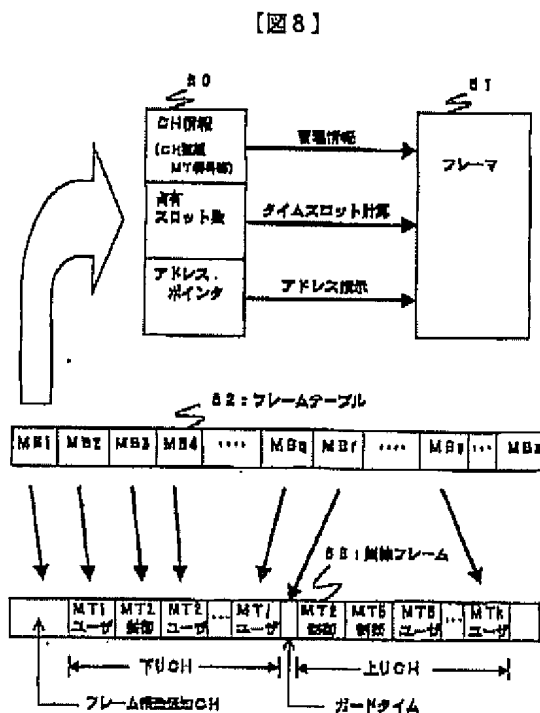 【図8】
80
81
CH情報
(CH種別
MT番号等)
管理情報
フレーマ
占有
スロット数
タイムスロット計算
アドレス・
ポインタ
アドレス指示
82:フレームテーブル
MB1 MB2 MB3 MB4 ···· MBq MBr ···· MBs ···
83:無線フレーム
MT1 MT2 MT2 ··· MTj MT2 MT5 MT5 ··· MTk
ユーザ 制御 ユーザ ユーザ 制御 制御 ユーザ ユーザ
下りCH 上りCH
フレーム構造報知CH ガードタイム